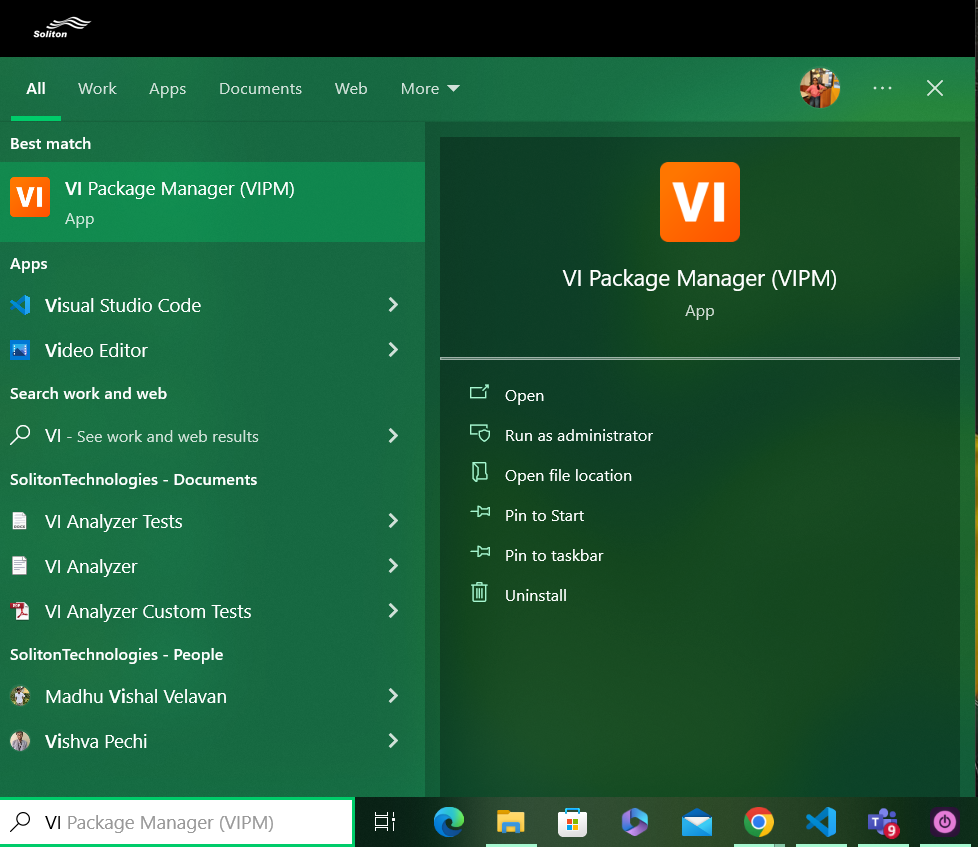 Soliton
All Work Apps Documents Web More
Best match
VI Package Manager (VIPM)
App
Apps
Visual Studio Code
Video Editor
Search work and web
VI - See work and web results
SolitonTechnologies - Documents
VI Analyzer Tests
VI Analyzer
VI Analyzer Custom Tests
SolitonTechnologies - People
Madhu Vishal Velavan
Vishva Pechi
VI
VI Package Manager (VIPM)
App
Open
Run as administrator
Open file location
Pin to Start
Pin to taskbar
Uninstall
VI Package Manager (VIPM)
T 9